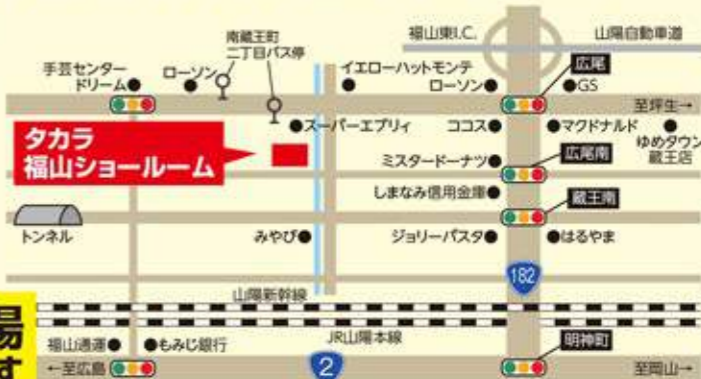 福山東I.C.
山陽自動車道
南蔵王町
二丁目バス停
手芸センター
ドリーム
ローソン
イエローハットモンテ
ローソン
広尾
GS
至坪生→
スーパーエブリィ
ココス
マクドナルド
ゆめタウン
蔵王店
タカラ
福山ショールーム
ミスタードーナツ
広尾南
しまなみ信用金庫
蔵王南
トンネル
みやび
ジョリーパスタ
はるやま
182
山陽新幹線
場
す
福山通運
もみじ銀行
JR山陽本線
明神町
←至広島
2
至岡山→